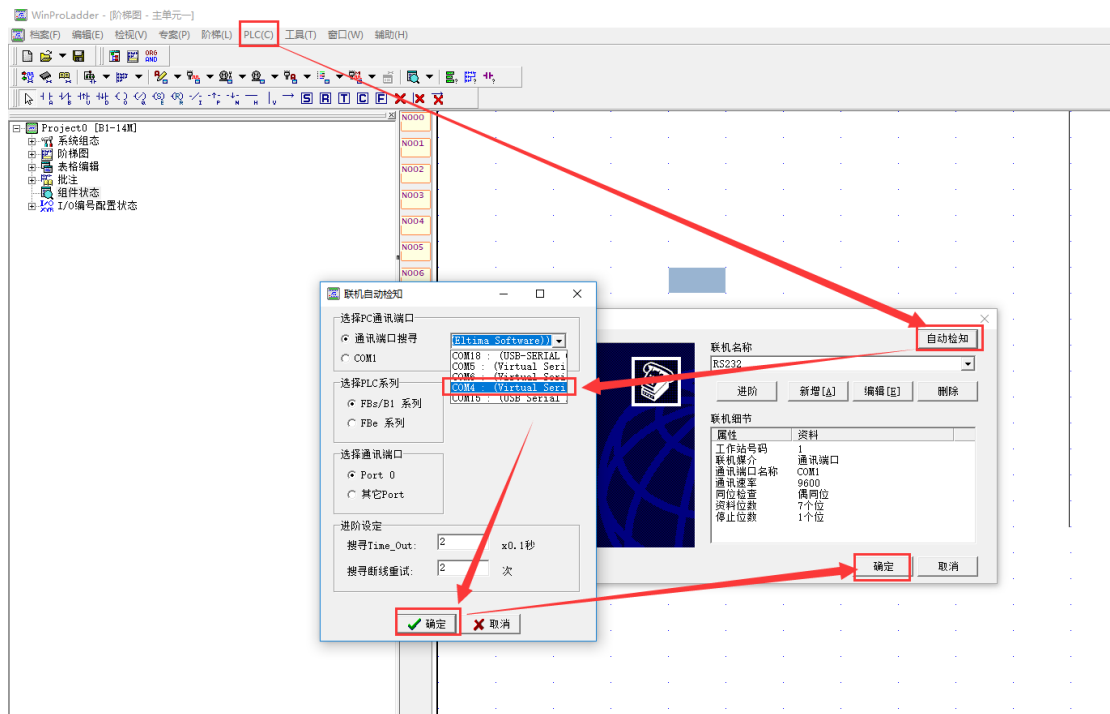 WinProLadder - [阶梯图 - 主单元一]
档案(F) 编辑(E) 检视(V) 专案(P) 阶梯(L) PLC(C) 工具(T) 窗口(W) 辅助(H)
ORG
AND
S R T C F
Project0 [B1-14M]
系统组态
阶梯图
表格编辑
批注
组件状态
I/O编号配置状态
N000
N001
N002
N003
N004
N005
N006
联机自动检知
选择PC通讯端口
通讯端口搜寻
(Eltima Software))
COM1
COM18 : (USB-SERIAL
COM5 : (Virtual Seri
COM6 : (Virtual Seri
COM4 : (Virtual Seri
COM15 : (USB Serial
选择PLC系列
FBs/B1 系列
FBe 系列
选择通讯端口
Port 0
其它Port
进阶设定
搜寻Time_Out: 2 x0.1秒
搜寻断线重试: 2 次
确定 取消
自动检知
联机名称
RS232
进阶 新增[A] 编辑[E] 删除
联机细节
属性 资料
工作站号码 1
联机媒介 通讯端口
通讯端口名称 COM1
通讯速率 9600
同位检查 偶同位
资料位数 7个位
停止位数 1个位
确定 取消